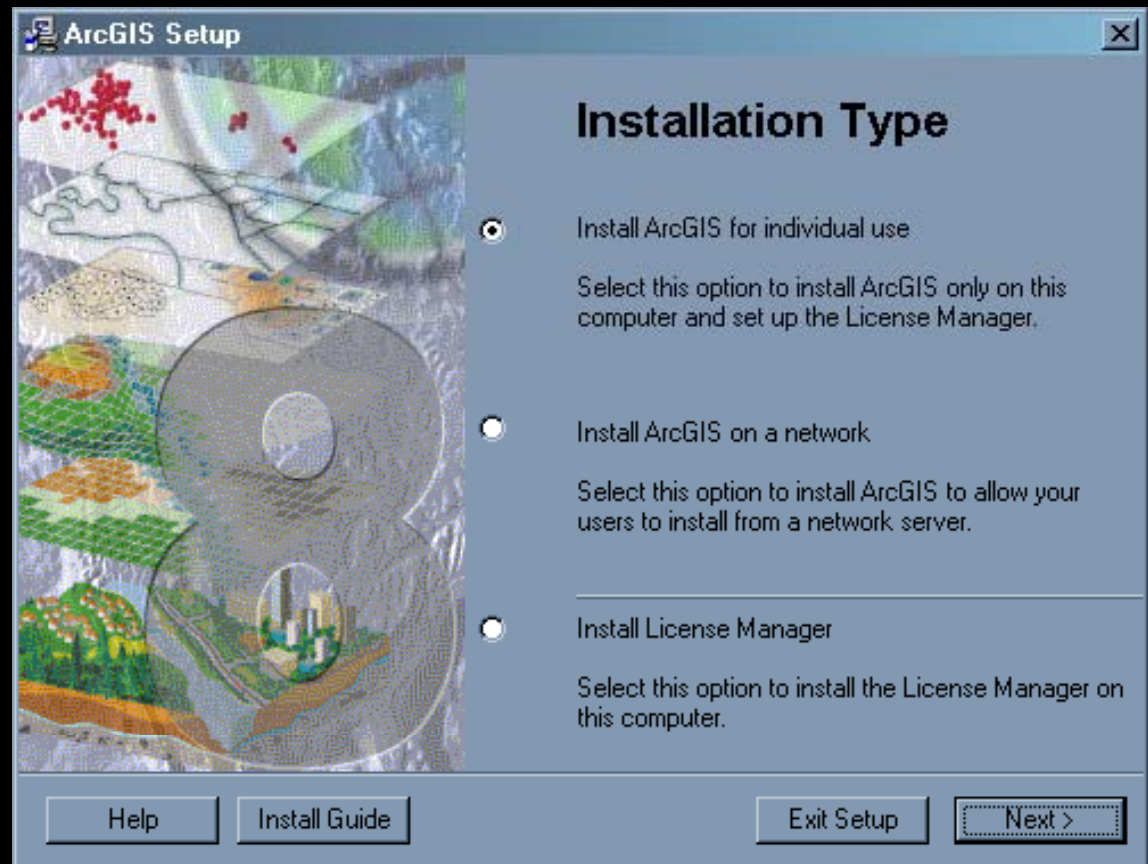 ArcGIS Setup
Installation Type
Install ArcGIS for individual use
Select this option to install ArcGIS only on this
computer and set up the License Manager.
Install ArcGIS on a network
Select this option to install ArcGIS to allow your
users to install from a network server.
Install License Manager
Select this option to install the License Manager on
this computer.
8
Help
Install Guide
Exit Setup
Next >